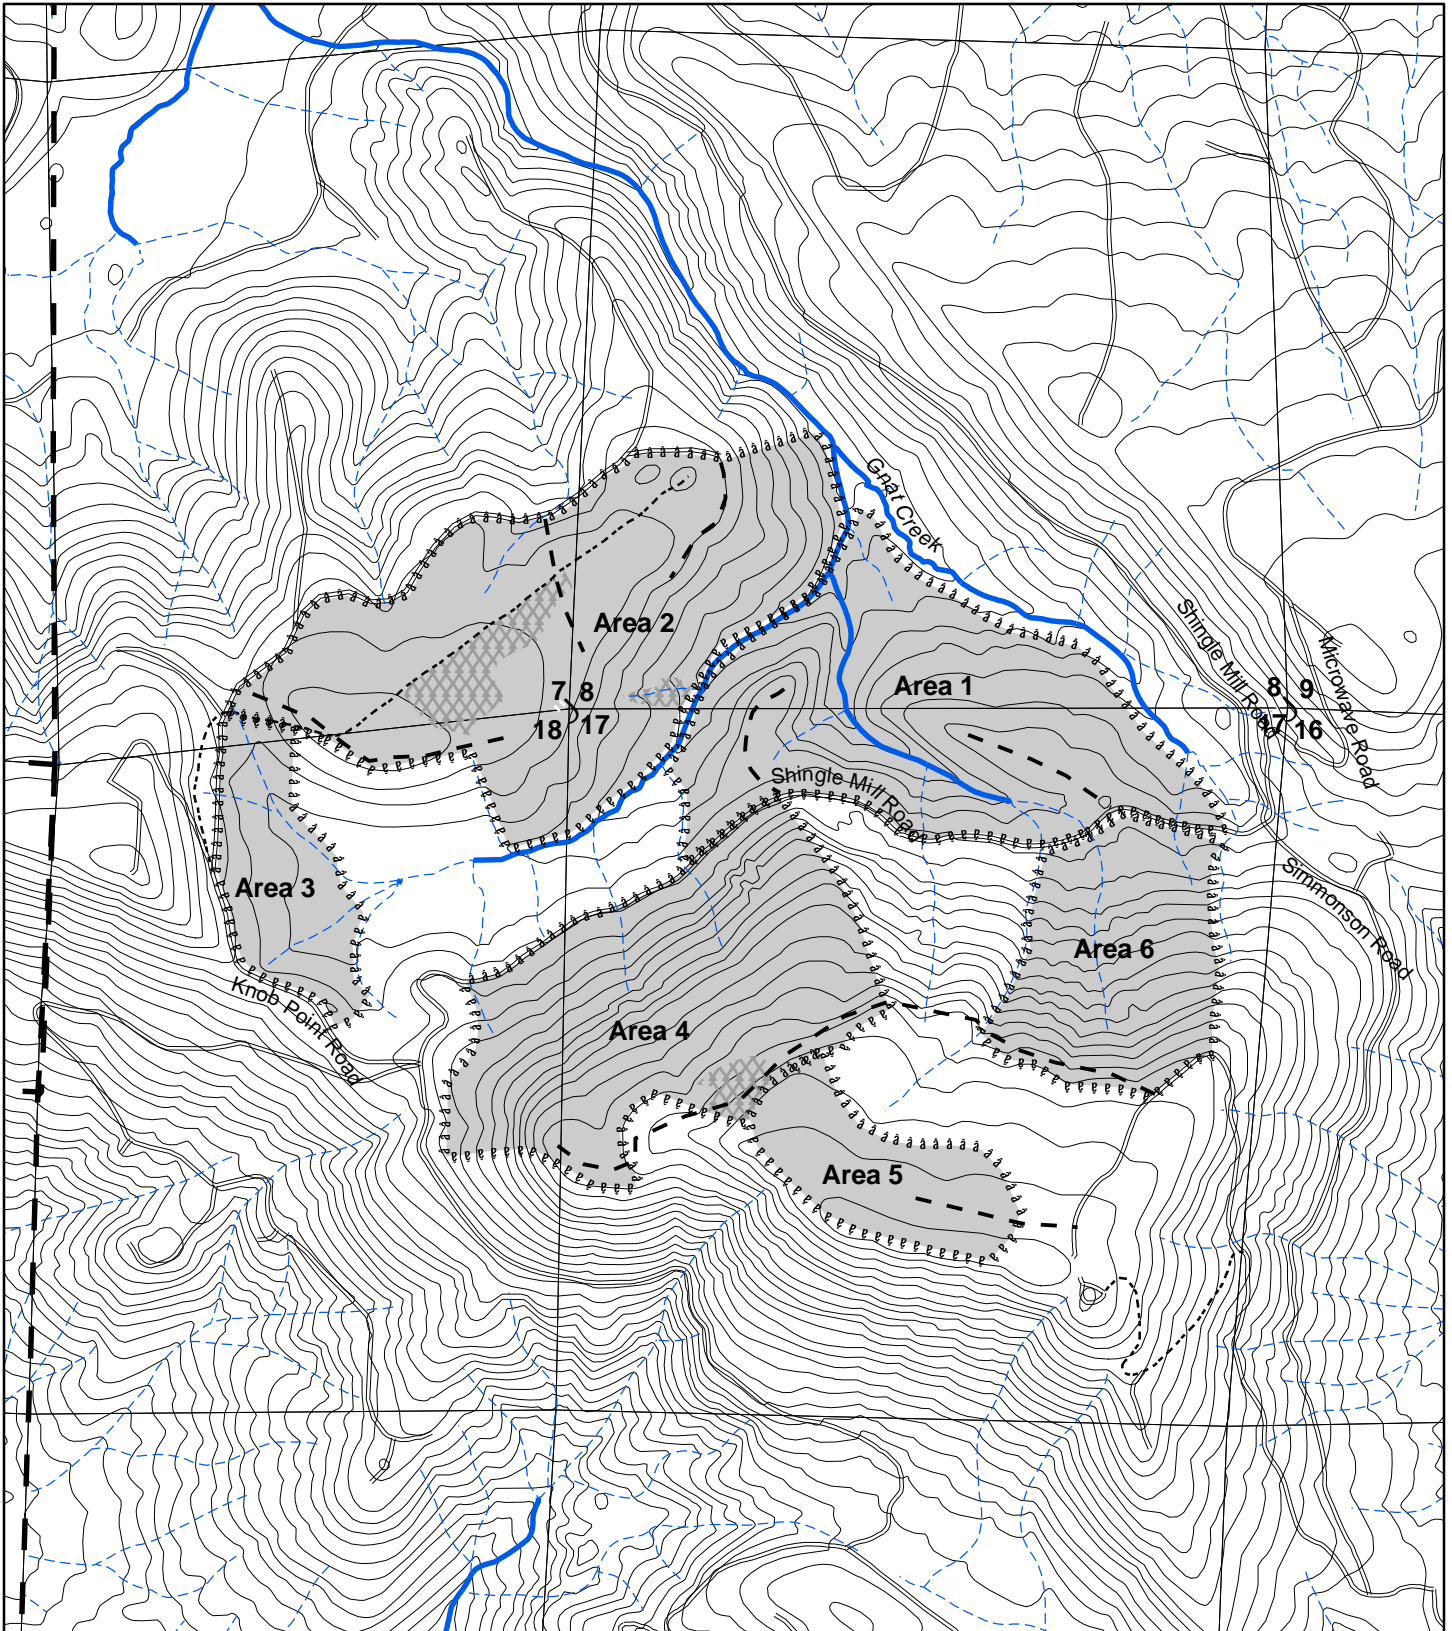 Gnat Creek
Area 2
Shingle Mill Road
Microwave Road
Area 1
7 8
18 17
8 9
17 16
Shingle Mill Road
Simmonson Road
Area 3
Area 6
Knob Point Road
Area 4
Area 5